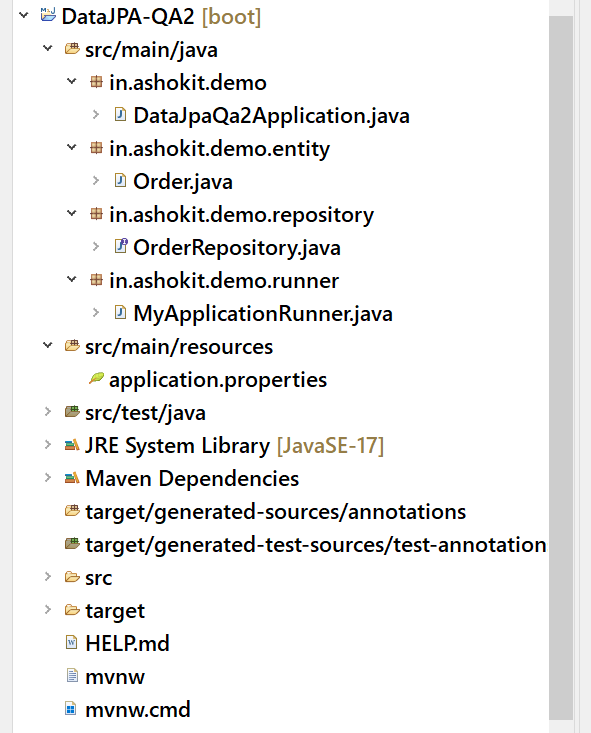 DataJPA-QA2 [boot]
src/main/java
in.ashokit.demo
DataJpaQa2Application.java
in.ashokit.demo.entity
Order.java
in.ashokit.demo.repository
OrderRepository.java
in.ashokit.demo.runner
MyApplicationRunner.java
src/main/resources
application.properties
src/test/java
JRE System Library [JavaSE-17]
Maven Dependencies
target/generated-sources/annotations
target/generated-test-sources/test-annotation
src
target
HELP.md
mvnw
mvnw.cmd